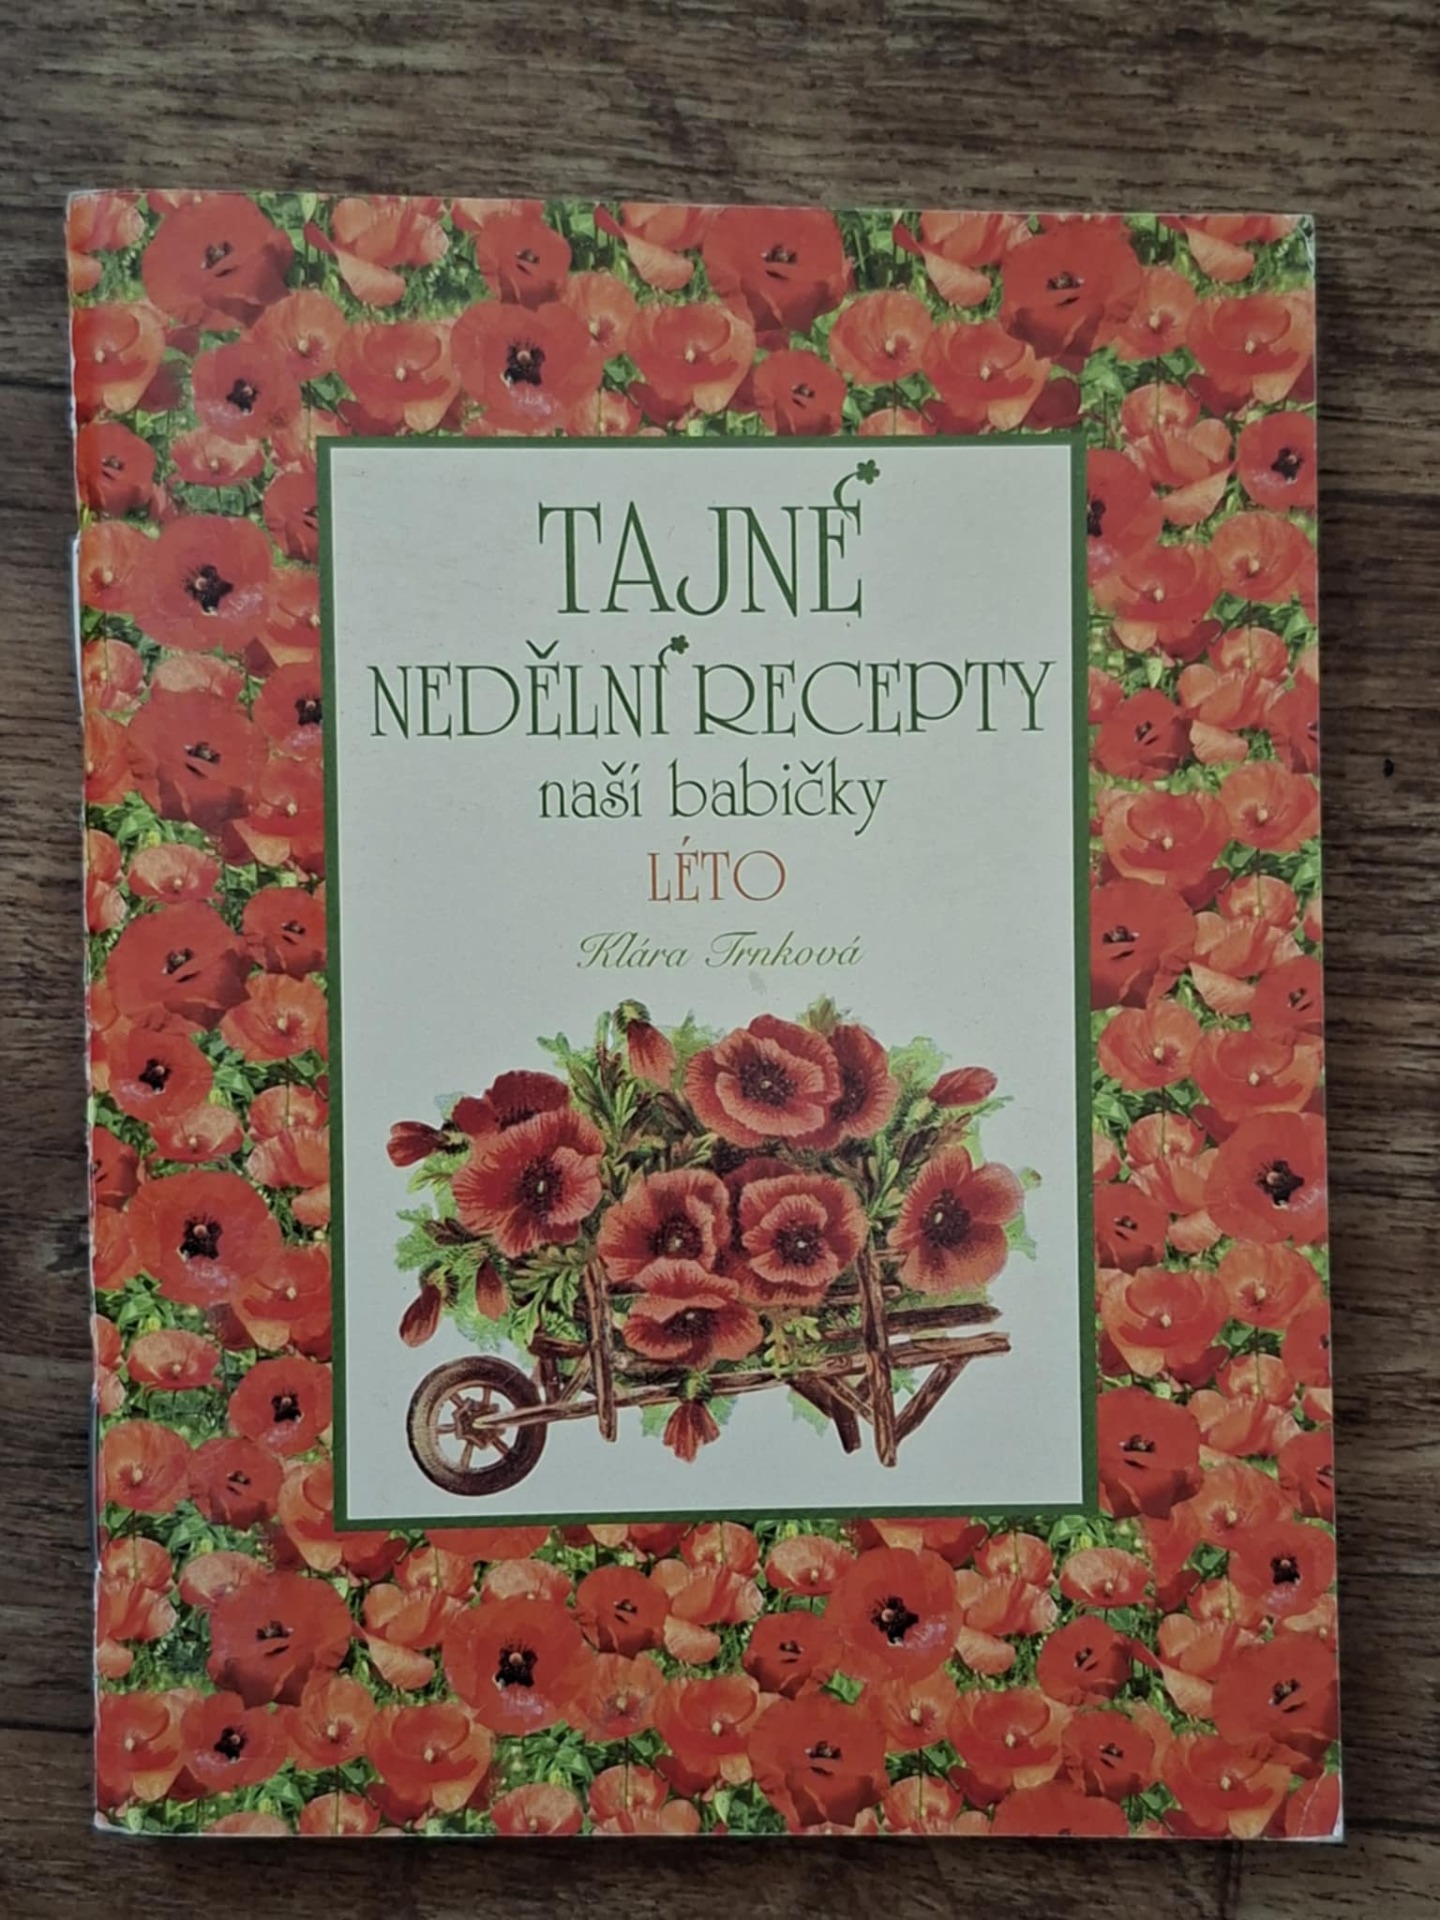 TAJNÉ
NEDĚLNÍ RECEPTY
naší babičky
LÉTO
Klára Trnková